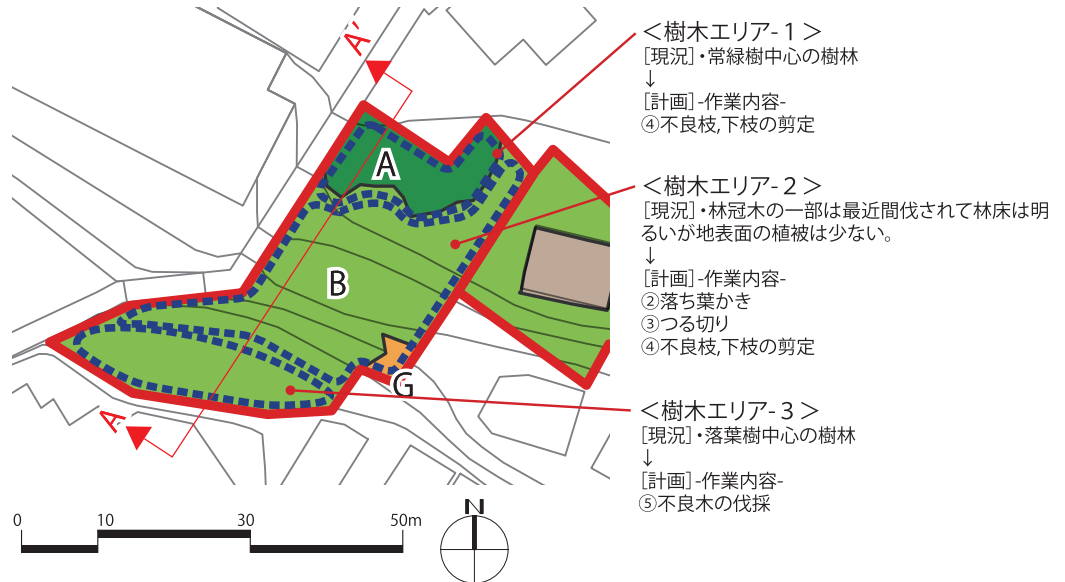 A'
A
B
G
A
<樹木エリア-1>
[現況]・常緑樹中心の樹林
↓
[計画]-作業内容-
④不良枝,下枝の剪定
<樹木エリア-2>
[現況]・林冠木の一部は最近間伐されて林床は明
るいが地表面の植被は少ない。
↓
[計画]-作業内容-
②落ち葉かき
③つる切り
④不良枝,下枝の剪定
<樹木エリア-3>
[現況]・落葉樹中心の樹林
↓
[計画]-作業内容-
⑤不良木の伐採
0 10 30 50m
N